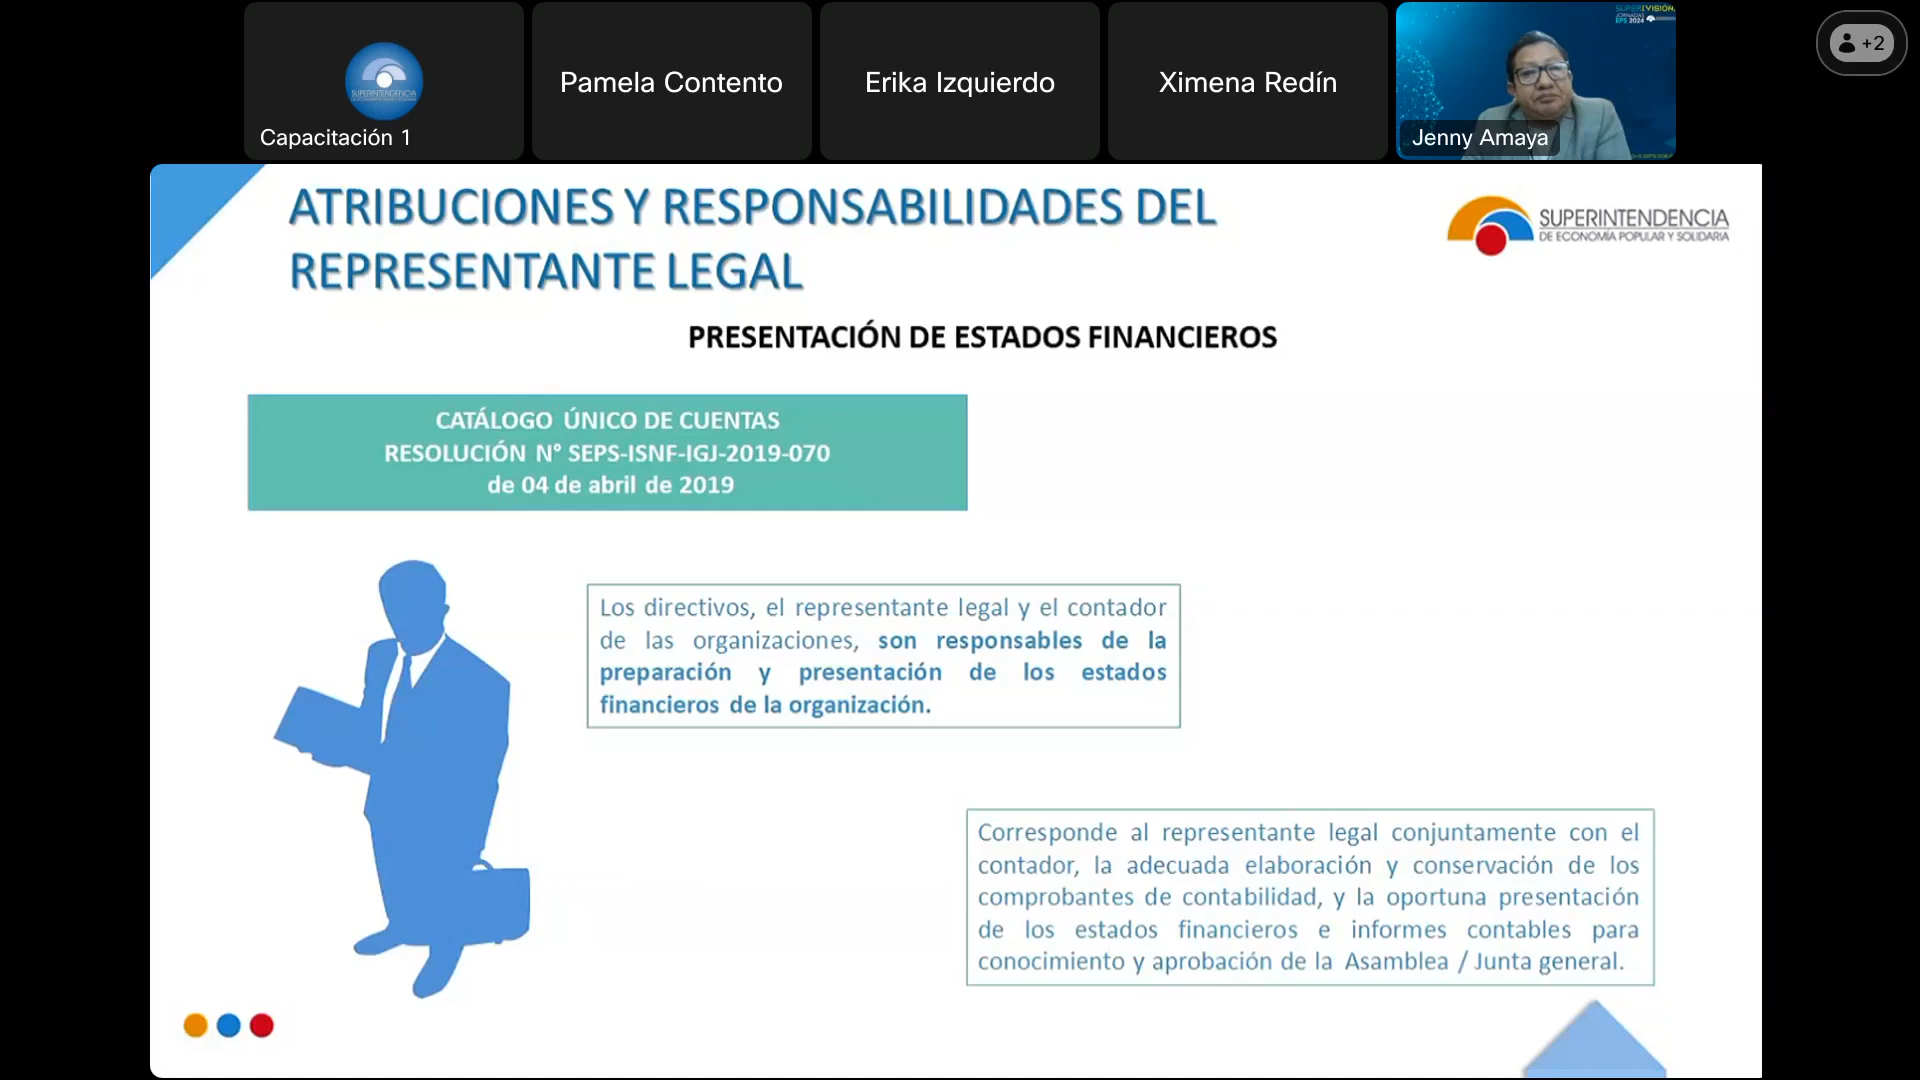 SUPERINTENDENCIA
Capacitación 1
Pamela Contento
Erika Izquierdo
Ximena Redín
JORNADAS
EPS 2024
Jenny Amaya
+2
ATRIBUCIONES Y RESPONSABILIDADES DEL
REPRESENTANTE LEGAL
SUPERINTENDENCIA
DE ECONOMÍA POPULAR Y SOLIDARIA
PRESENTACIÓN DE ESTADOS FINANCIEROS
CATÁLOGO ÚNICO DE CUENTAS
RESOLUCIÓN N° SEPS-ISNF-IGJ-2019-070
de 04 de abril de 2019
Los directivos, el representante legal y el contador
de las organizaciones, son responsables de la
preparación y presentación de los estados
financieros de la organización.
Corresponde al representante legal conjuntamente con el
contador, la adecuada elaboración y conservación de los
comprobantes de contabilidad, y la oportuna presentación
de los estados financieros e informes contables para
conocimiento y aprobación de la Asamblea / Junta general.